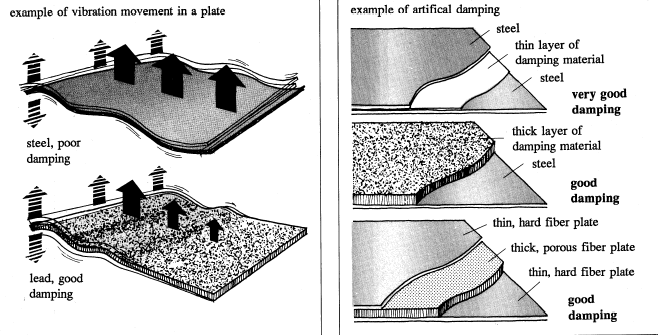 example of vibration movement in a plate
steel, poor
damping
lead, good
damping
example of artifical damping
steel
thin layer of
damping material
steel
very good
damping
thick layer of
damping material
steel
good
damping
thin, hard fiber plate
thick, porous fiber plate
thin, hard fiber plate
good
damping